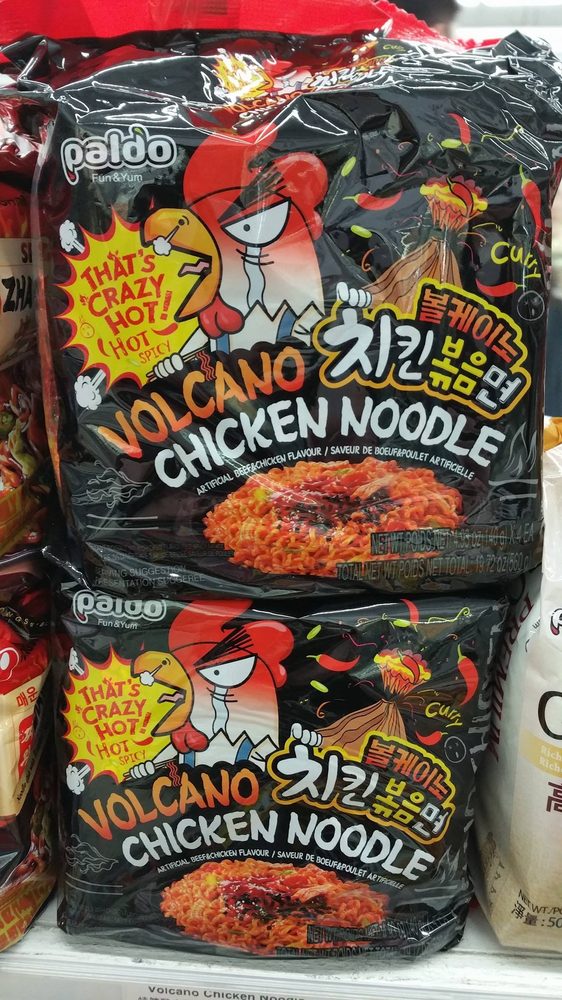 paldo
Fun&Yum
THAT'S
CRAZY
HOT!!
HOT
SPICY
Curry
볼케이노
치킨볶음면
VOLCANO
CHICKEN NOODLE
ARTIFICIAL BEEF&CHICKEN FLAVOUR / SAVEUR DE BOEUF&POULET ARTIFICIELLE
SERVING SUGGESTION
paldo
Fun&Yum
THAT'S
CRAZY
HOT!!
HOT
SPICY
Curry
볼케이노
치킨볶음면
VOLCANO
CHICKEN NOODLE
ARTIFICIAL BEEF&CHICKEN FLAVOUR / SAVEUR DE BOEUF&POULET ARTIFICIELLE
Volcano Chicken Noodle